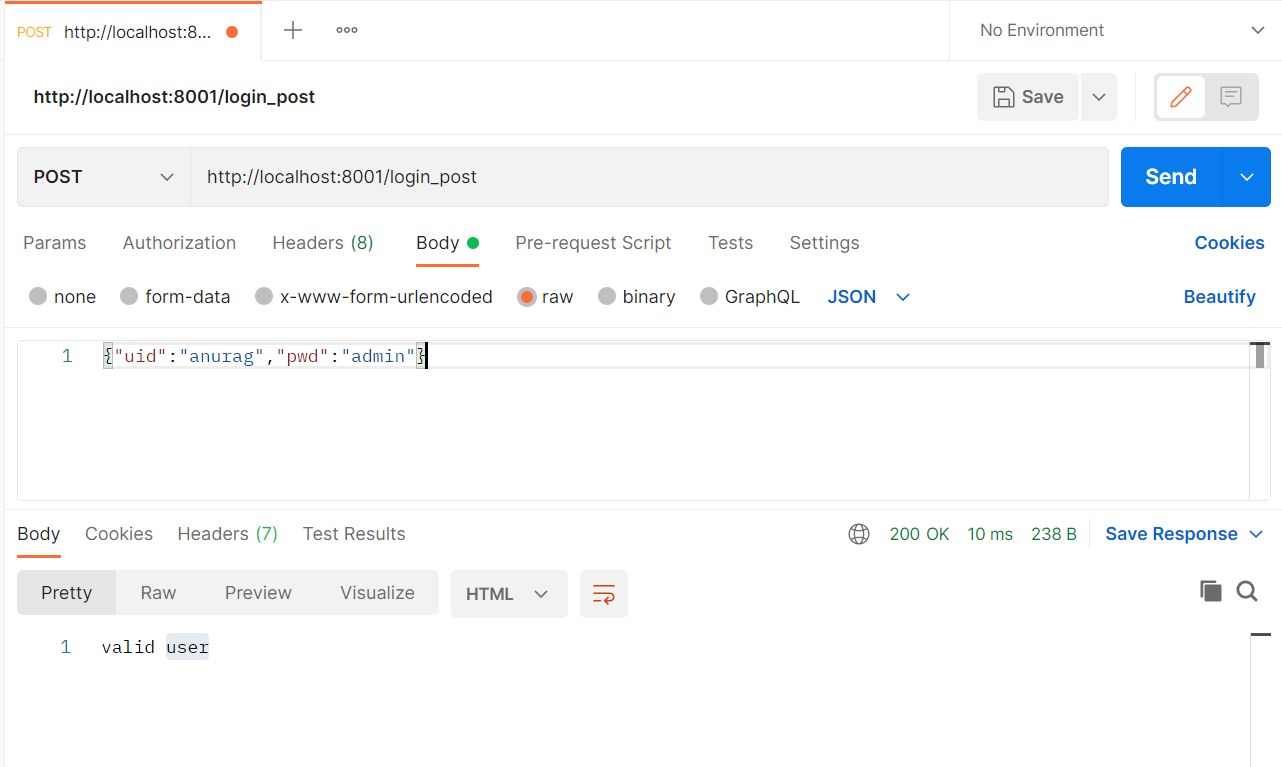 POST http://localhost:8... No Environment
http://localhost:8001/login_post Save
POST http://localhost:8001/login_post Send
Params Authorization Headers (8) Body Pre-request Script Tests Settings Cookies
none form-data x-www-form-urlencoded raw binary GraphQL JSON Beautify
1 {"uid":"anurag","pwd":"admin"}
Body Cookies Headers (7) Test Results 200 OK 10 ms 238 B Save Response
Pretty Raw Preview Visualize HTML
1 valid user